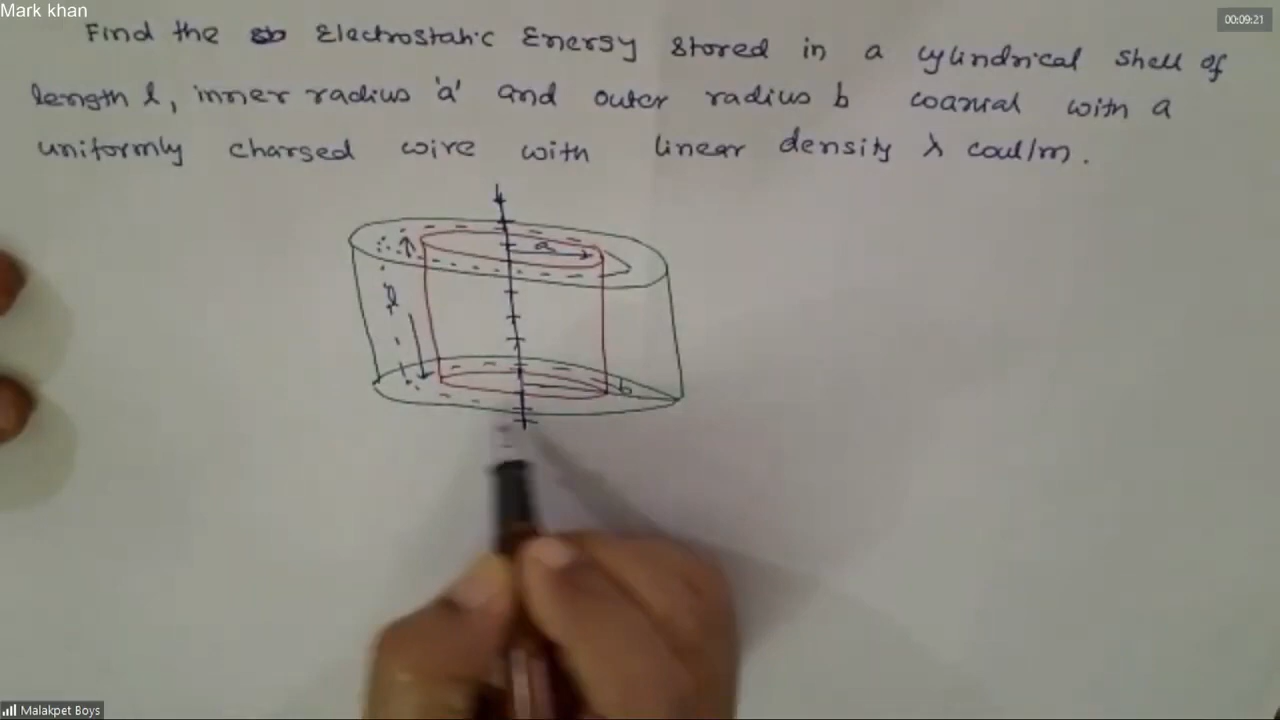 Mark khan
00:09:21
Find the Electrostatic Energy stored in a cylindrical shell of
length l, inner radius 'a' and outer radius b coaxial with a
uniformly charged wire with linear density λ coul/m.
a
l
b
Malakpet Boys